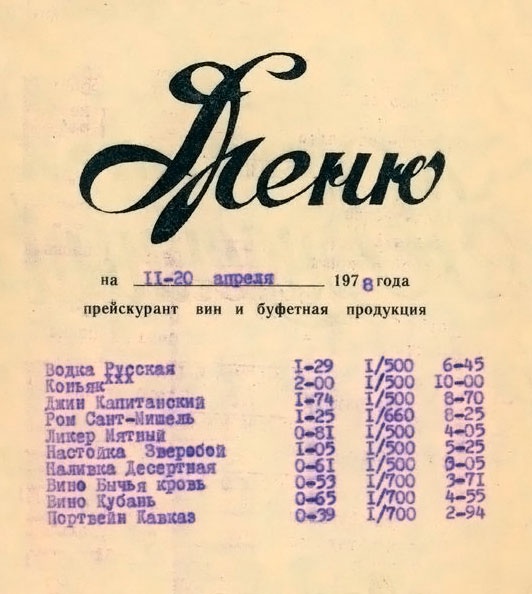 Меню
на II-20 апреля 1978 года
прейскурант вин и буфетная продукция
Водка Русская I-29 I/500 6-45
Коньяк ХХХ 2-00 I/500 IO-00
Джин Капитанский I-74 I/500 8-70
Ром Сант-Мишель I-25 I/660 8-25
Ликер Мятный 0-8I I/500 4-05
Настойка Зверобой I-05 I/500 5-25
Наливка Десертная 0-6I I/500 3-05
Вино Бычья кровь 0-53 I/700 3-7I
Вино Кубань 0-65 I/700 4-55
Портвейн Кавказ 0-39 I/700 2-94